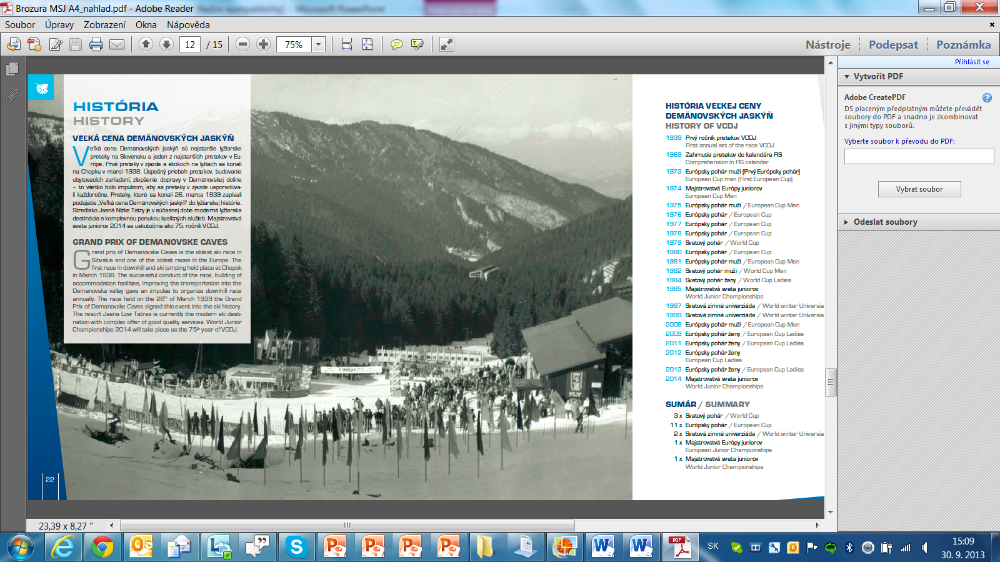 Brozura MSJ A4_nahlad.pdf - Adobe Reader
Soubor Úpravy Zobrazení Okna Nápověda
12 / 15 75% Nástroje Podepsat Poznámka
Přihlásit se
Vytvořit PDF
Adobe CreatePDF
DS placeným předplatným můžete převádět
soubory do PDF a snadno je zkombinovat
s jinými typy souborů.
Vyberte soubor k převodu do PDF:
Vybrat soubor
Odeslat soubory
HISTÓRIA
HISTORY
VEĽKÁ CENA DEMÄNOVSKÝCH JASKÝŇ
Veľká cena Demänovských jaskýň sú najstaršie lyžiarske
preteky na Slovensku a jeden z najstarších pretekov v Eu-
rópe. Prvé preteky v zjazde a skokoch na lyžiach sa konali
na Chopku v marci 1938. Úspešný priebeh pretekov, budovanie
ubytovacích zariadení, zlepšenie dopravy v Demänovskej doline
– to všetko bolo impulzom, aby sa preteky v zjazde usporadúva-
li každoročne. Preteky, ktoré sa konali 26. marca 1939 zapísali
podujatie „Veľká cena Demänovských jaskýň“ do lyžiarskej histórie.
Stredisko Jasná Nízke Tatry je v súčasnej dobe moderná lyžiarska
destinácia s komplexnou ponukou kvalitných služieb. Majstrovstvá
sveta juniorov 2014 sa uskutočnia ako 75. ročník VCDJ.
GRAND PRIX OF DEMANOVSKE CAVES
Grand prix of Demanovske Caves is the oldest ski race in
Slovakia and one of the oldest races in the Europe. The
first race in downhill and ski jumping held place at Chopok
in March 1938. The successful conduct of the race, building of
accommodation facilities, improving the transportation into the
Demanovska valley gave an impulse to organize downhill race
annually. The race held on the 26th of March 1939 the Grand
Prix of Demanovske Caves signed this event into the ski history.
The resort Jasna Low Tatras is currently the modern ski desti-
nation with complex offer of good quality services. World Junior
Championships 2014 will take place as the 75th year of VCDJ.
FINISH
22
HISTÓRIA VEĽKEJ CENY
DEMÄNOVSKÝCH JASKÝŇ
HISTORY OF VCDJ
1939 Prvý ročník pretekov VCDJ
First annual set of the race VCDJ
1969 Zahrnutie pretekov do kalendára FIS
Comprehension in FIS calendar
1973 Európsky pohár muži (Prvý Európsky pohár)
European Cup men (First European Cup)
1974 Majstrovstvá Európy juniorov
European Cup Men
1975 Európsky pohár muži / European Cup Men
1976 Európsky pohár / European Cup
1977 Európsky pohár / European Cup
1978 Európsky pohár / European Cup
1979 Svetový pohár / World Cup
1980 Európsky pohár / European Cup
1981 Európsky pohár muži / European Cup Men
1982 Svetový pohár muži / World Cup Men
1984 Svetový pohár ženy / World Cup Ladies
1985 Majstrovstvá sveta juniorov
World Junior Championships
1987 Svetová zimná univerziáda / World winter Universia
1999 Svetová zimná univerziáda / World winter Universia
2008 Európsky pohár muži / European Cup Men
2009 Európsky pohár ženy / European Cup Ladies
2011 Európsky pohár ženy / European Cup Ladies
2012 Európsky pohár ženy
European Cup Ladies
2013 Európsky pohár ženy / European Cup Ladies
2014 Majstrovstvá sveta juniorov
World Junior Championships
SUMÁR / SUMMARY
3 x Svetový pohár / World Cup
11 x Európsky pohár / European Cup
2 x Svetová zimná univerziáda / World winter Universia
1 x Majstrovstvá Európy juniorov
European Junior Championships
1 x Majstrovstvá sveta juniorov
World Junior Championships
23,39 x 8,27 "
SK
15:09
30. 9. 2013